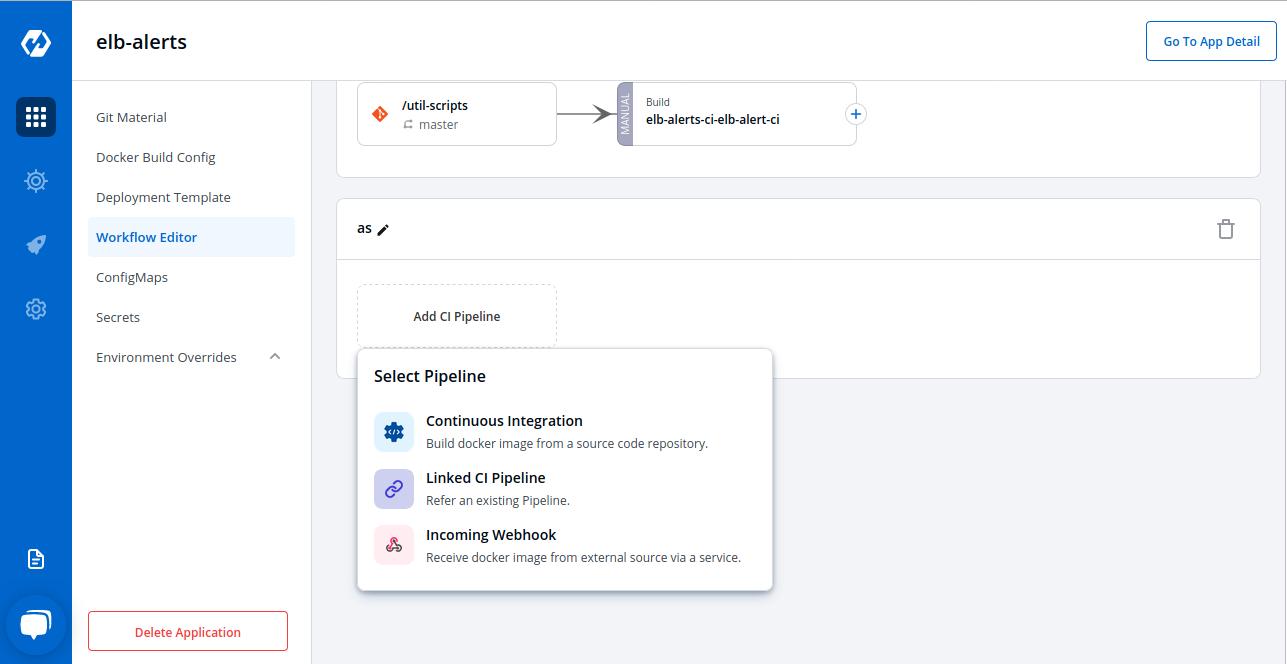 elb-alerts
Go To App Detail
Git Material
Docker Build Config
Deployment Template
Workflow Editor
ConfigMaps
Secrets
Environment Overrides
Delete Application
/util-scripts
master
MANUAL
Build
elb-alerts-ci-elb-alert-ci
as
Add CI Pipeline
Select Pipeline
Continuous Integration
Build docker image from a source code repository.
Linked CI Pipeline
Refer an existing Pipeline.
Incoming Webhook
Receive docker image from external source via a service.